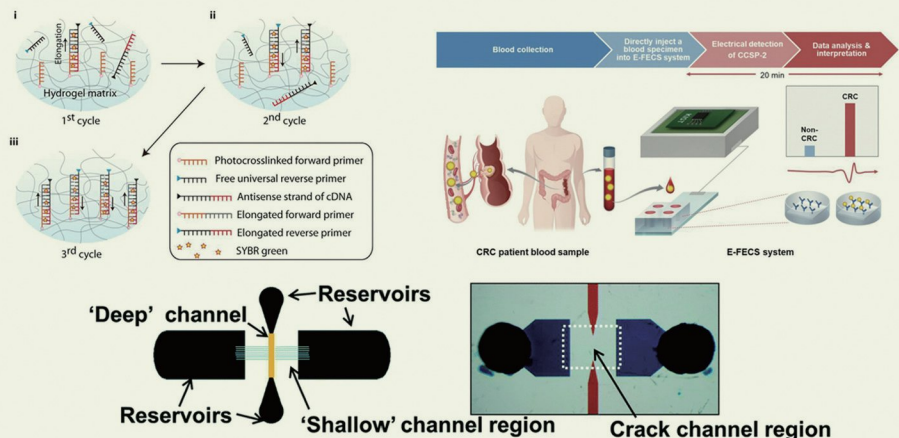 i
Elongation
Hydrogel matrix
1st cycle
ii
2nd cycle
iii
3rd cycle
Photocrosslinked forward primer
Free universal reverse primer
Antisense strand of cDNA
Elongated forward primer
Elongated reverse primer
SYBR green
Blood collection
Directly inject a
blood specimen
into E-FECS system
Electrical detection
of CCSP-2
Data analysis &
interpretation
20 min
CRC
Non-
CRC
CRC patient blood sample
E-FECS system
Reservoirs
'Deep' channel
Reservoirs
'Shallow' channel region
Crack channel region